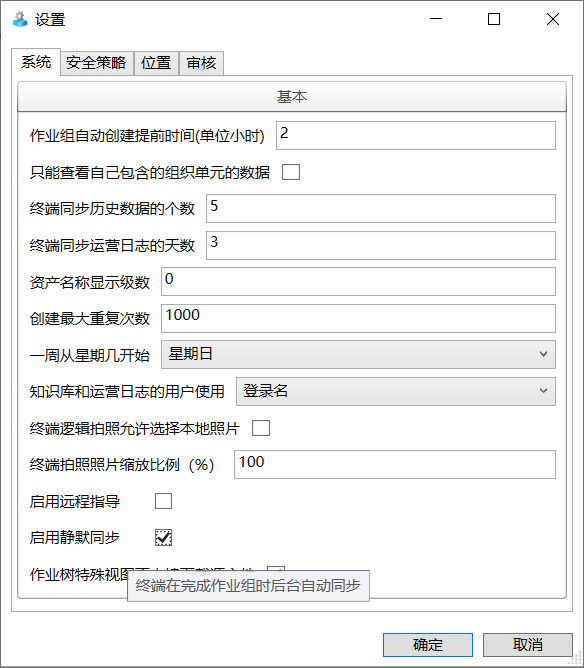 设置
系统 安全策略 位置 审核
基本
作业组自动创建提前时间(单位小时) 2
只能查看自己包含的组织单元的数据
终端同步历史数据的个数 5
终端同步运营日志的天数 3
资产名称显示级数 0
创建最大重复次数 1000
一周从星期几开始 星期日
知识库和运营日志的用户使用 登录名
终端逻辑拍照允许选择本地照片
终端拍照照片缩放比例（%） 100
启用远程指导
启用静默同步
作业树特殊视图
终端在完成作业组时后台自动同步
确定 取消